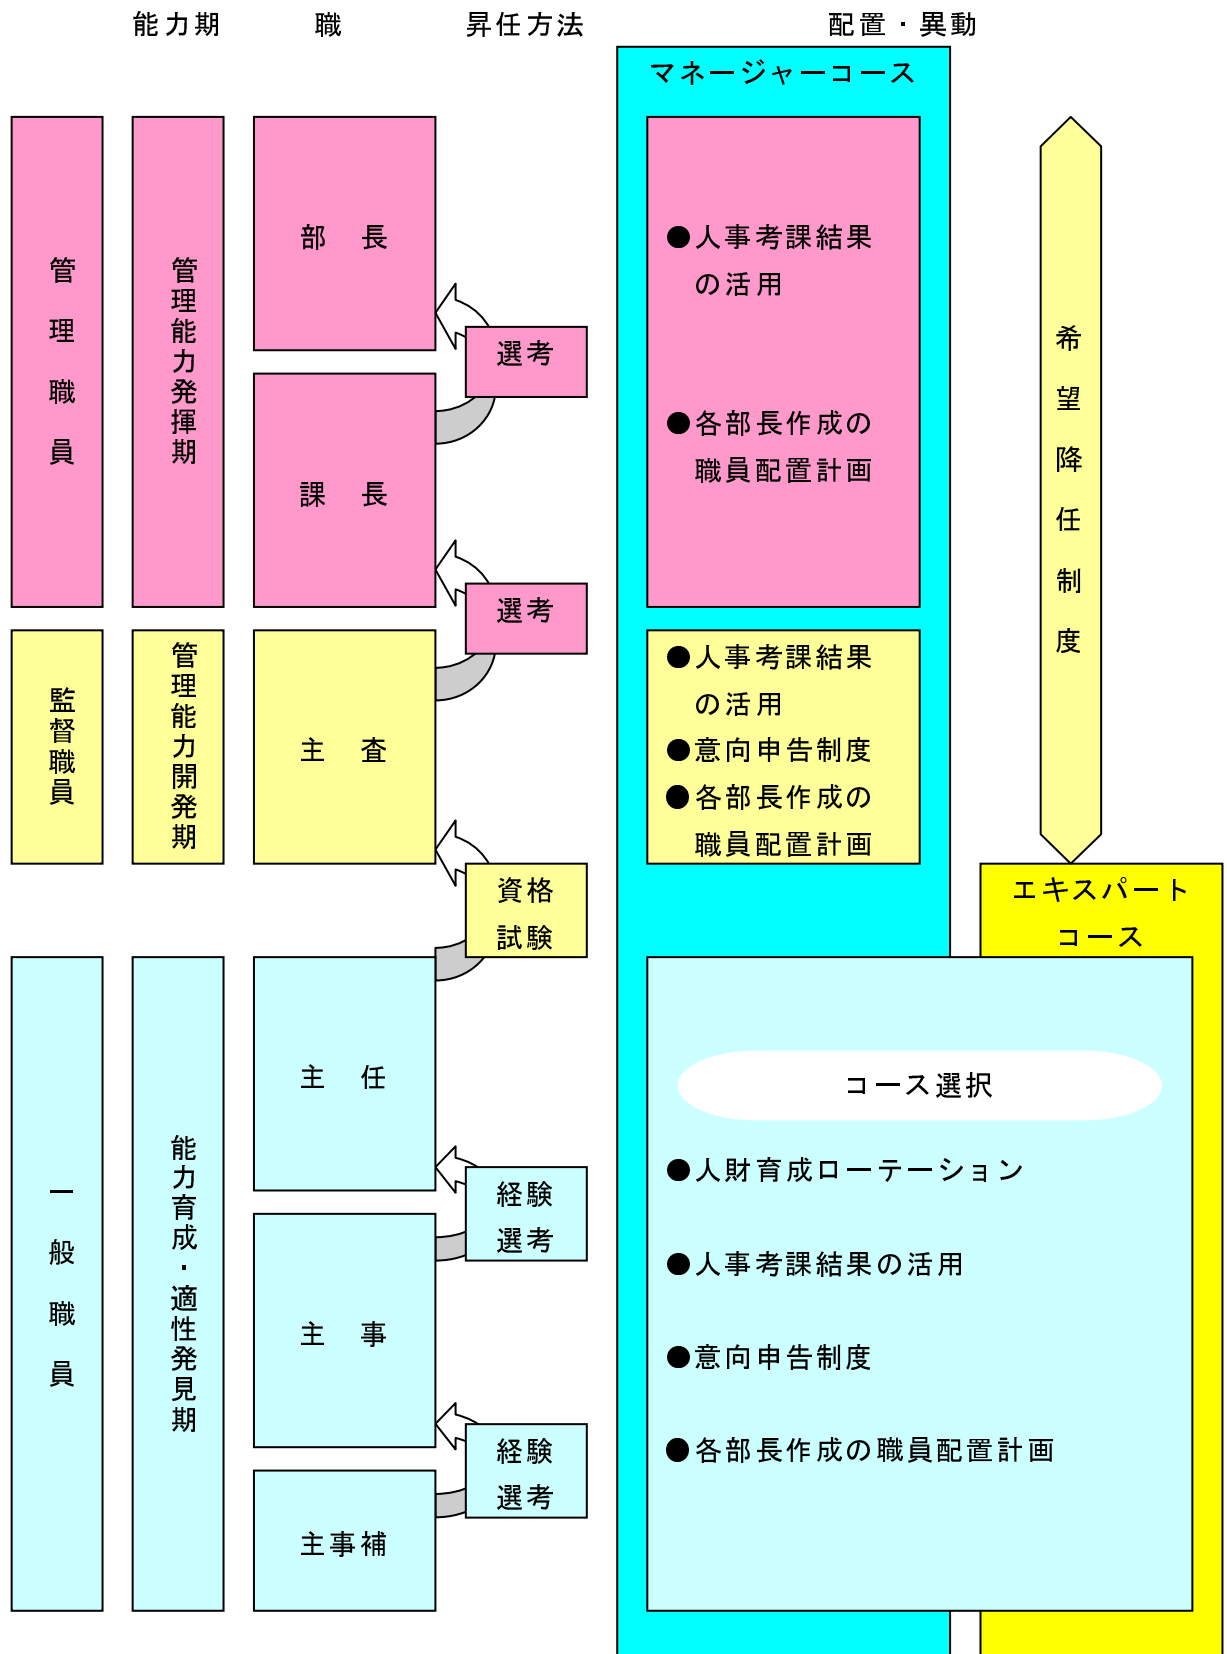 能力期 職 昇任方法 配置・異動
マネージャーコース
管理職員
管理能力発揮期
部 長
選考
課 長
選考
●人事考課結果
の活用
●各部長作成の
職員配置計画
希望降任制度
監督職員
管理能力開発期
主 査
資格
試験
●人事考課結果
の活用
●意向申告制度
●各部長作成の
職員配置計画
エキスパート
コース
一般職員
能力育成・適性発見期
主 任
経験
選考
主 事
経験
選考
主事補
コース選択
●人財育成ローテーション
●人事考課結果の活用
●意向申告制度
●各部長作成の職員配置計画